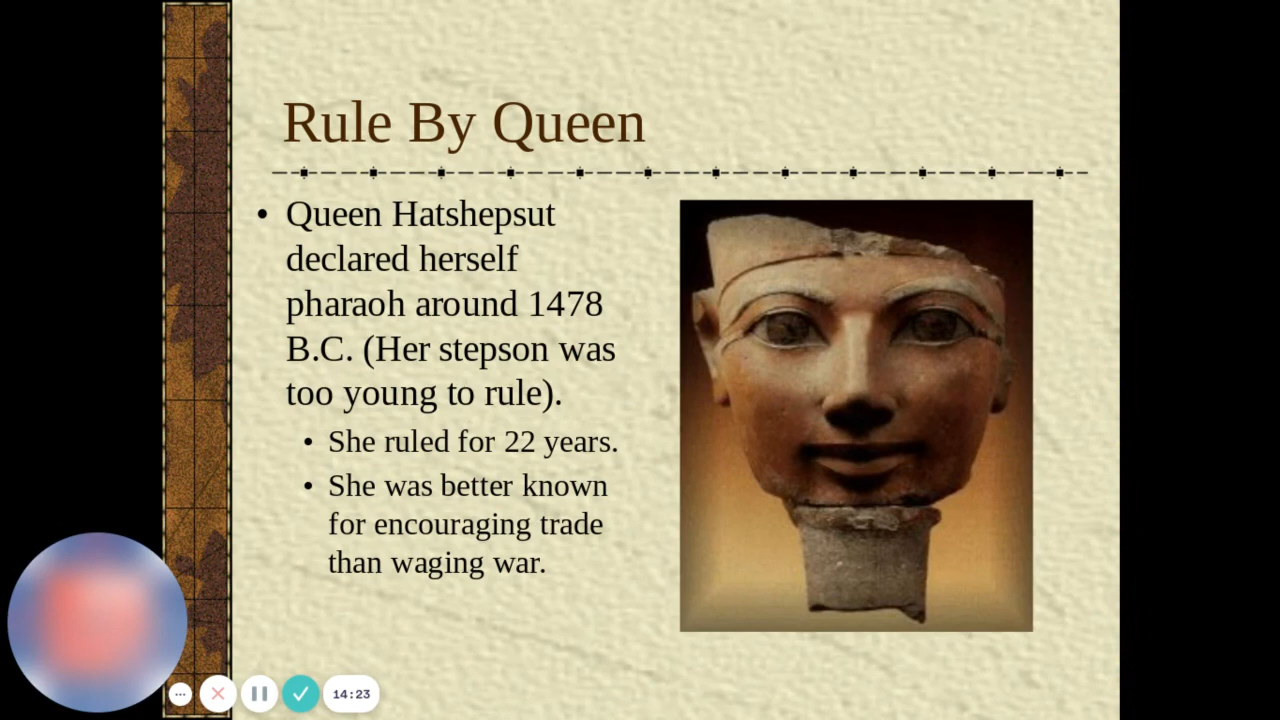 Rule By Queen
• Queen Hatshepsut
declared herself
pharaoh around 1478
B.C. (Her stepson was
too young to rule).
• She ruled for 22 years.
• She was better known
for encouraging trade
than waging war.
14:23